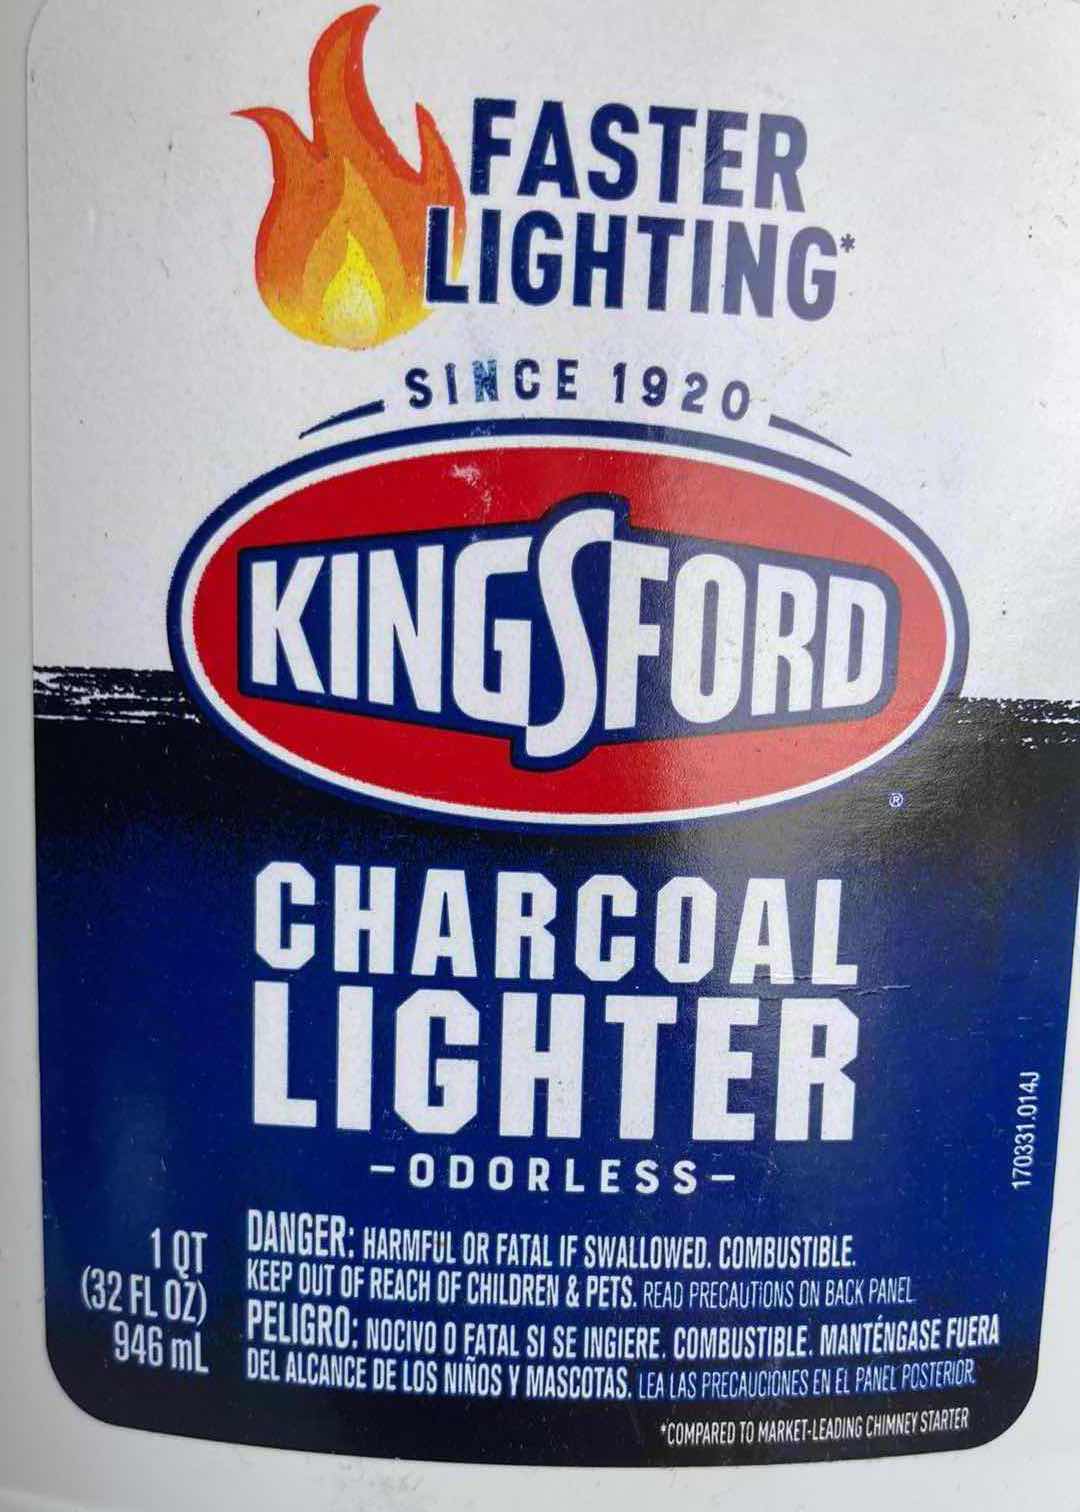 FASTER
LIGHTING*
SINCE 1920
KINGSFORD
®
CHARCOAL
LIGHTER
-ODORLESS-
170331.014J
1 QT
(32 FL OZ)
946 mL
DANGER: HARMFUL OR FATAL IF SWALLOWED. COMBUSTIBLE.
KEEP OUT OF REACH OF CHILDREN & PETS. READ PRECAUTIONS ON BACK PANEL.
PELIGRO: NOCIVO O FATAL SI SE INGIERE. COMBUSTIBLE. MANTÉNGASE FUERA
DEL ALCANCE DE LOS NIÑOS Y MASCOTAS. LEA LAS PRECAUCIONES EN EL PANEL POSTERIOR.
*COMPARED TO MARKET-LEADING CHIMNEY STARTER